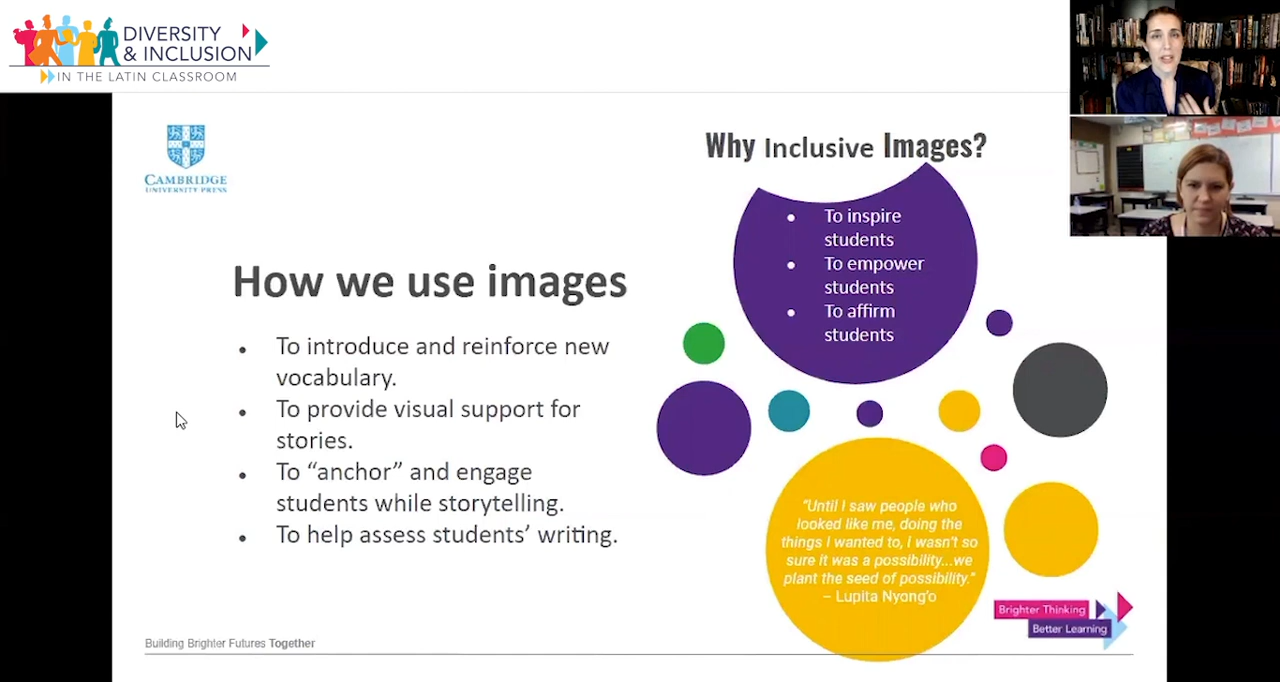 DIVERSITY
& INCLUSION
IN THE LATIN CLASSROOM
CAMBRIDGE
UNIVERSITY PRESS
How we use images
• To introduce and reinforce new
vocabulary.
• To provide visual support for
stories.
• To “anchor” and engage
students while storytelling.
• To help assess students’ writing.
Why Inclusive Images?
• To inspire
students
• To empower
students
• To affirm
students
“Until I saw people who
looked like me, doing the
things I wanted to, I wasn’t so
sure it was a possibility...we
plant the seed of possibility.”
– Lupita Nyong’o
Brighter Thinking
Better Learning
Building Brighter Futures Together